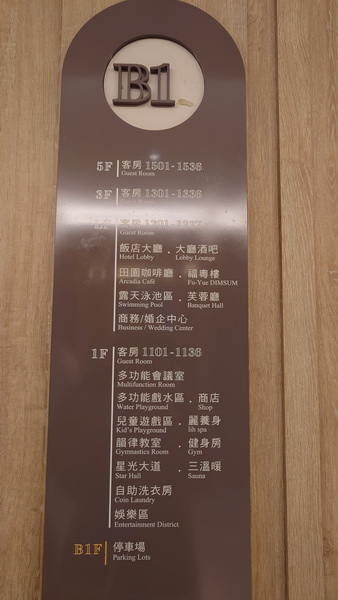 B1
5F 客房 1501-1536
Guest Room
3F 客房 1301-1336
Guest Room
飯店大廳 . 大廳酒吧
Hotel Lobby Lobby Lounge
田園咖啡廳 . 福粵樓
Arcadia Café Fu-Yue DIMSUM
露天泳池區 . 芙蓉廳
Swimming Pool Banquet Hall
商務/婚企中心
Business / Wedding Center
1F 客房 1101-1136
Guest Room
多功能會議室
Multifunction Room
多功能戲水區 . 商店
Water Playground Shop
兒童遊戲區 . 麗養身
Kid's Playground lih spa
韻律教室 . 健身房
Gymnastics Room Gym
星光大道 . 三溫暖
Star Hall Sauna
自助洗衣房
Coin Laundry
娛樂區
Entertainment District
B1F 停車場
Parking Lots